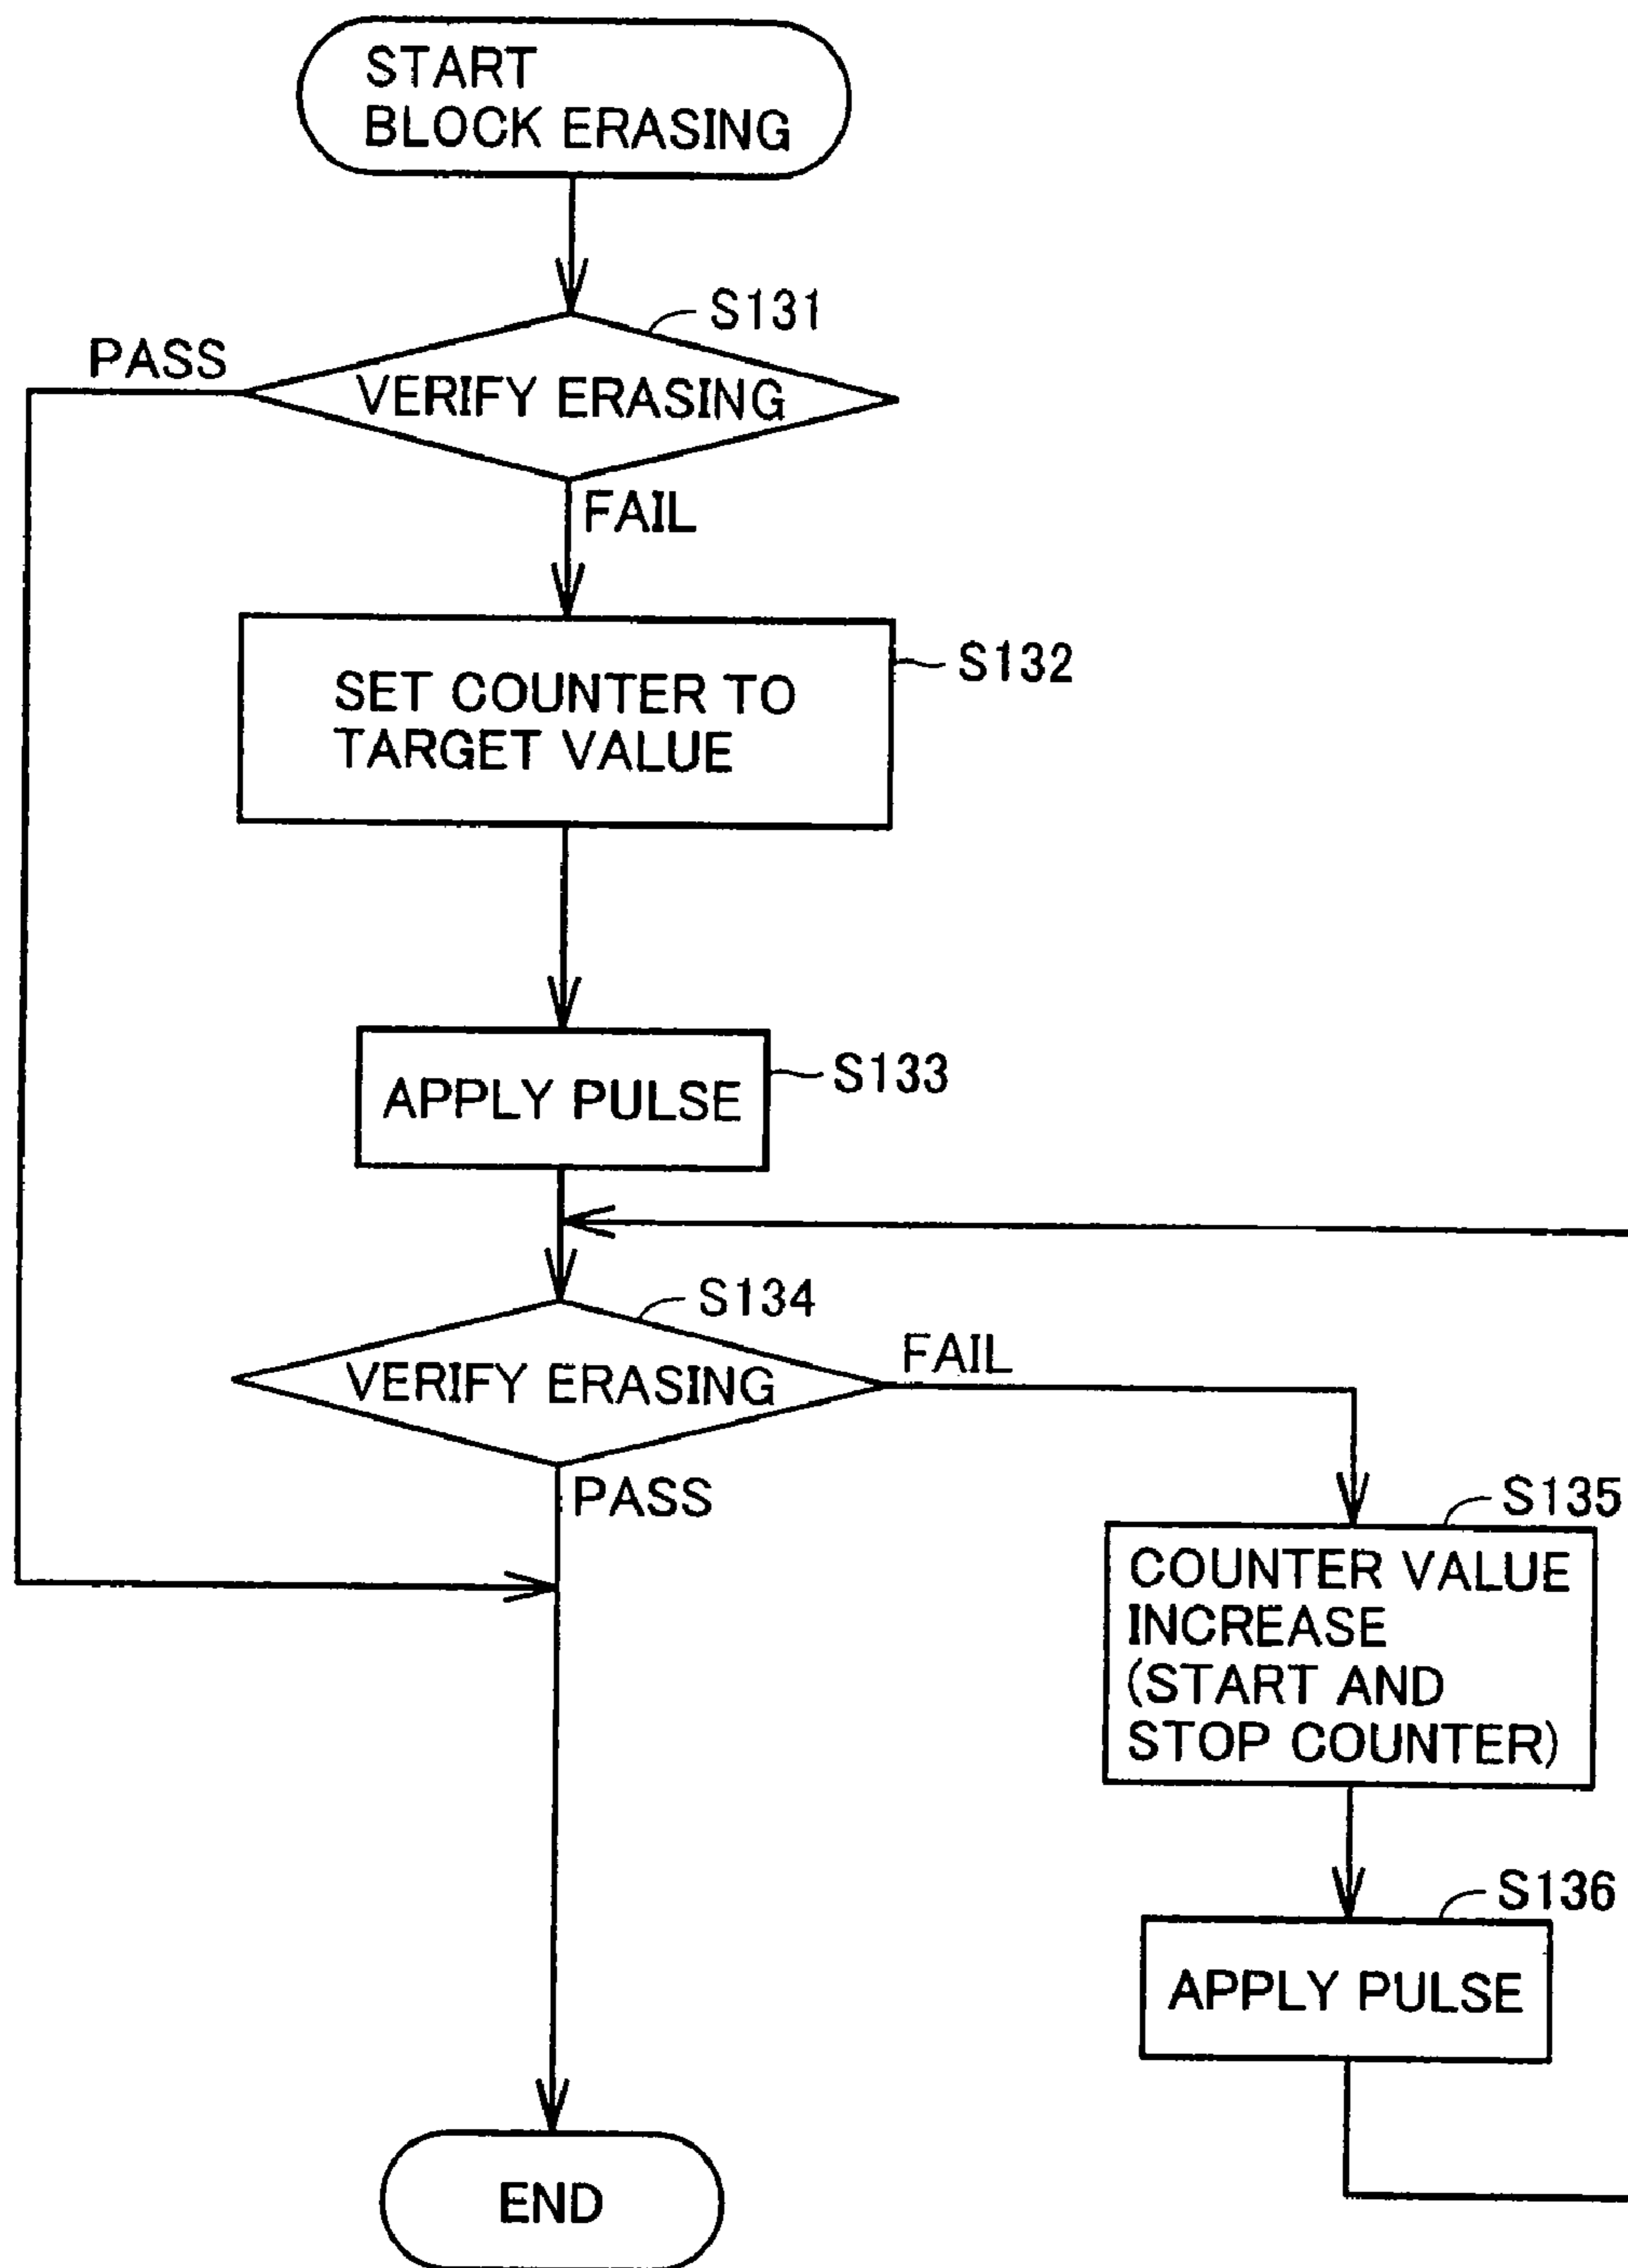 START
BLOCK ERASING
S131
PASS
VERIFY ERASING
FAIL
S132
SET COUNTER TO
TARGET VALUE
S133
APPLY PULSE
S134
FAIL
VERIFY ERASING
PASS
S135
COUNTER VALUE
INCREASE
(START AND
STOP COUNTER)
S136
APPLY PULSE
END